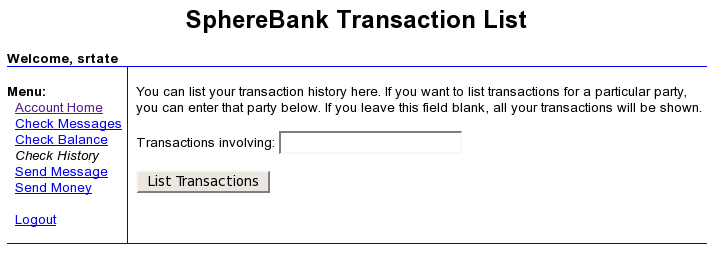 SphereBank Transaction List
Welcome, srtate
Menu:
Account Home
Check Messages
Check Balance
Check History
Send Message
Send Money
Logout
You can list your transaction history here. If you want to list transactions for a particular party,
you can enter that party below. If you leave this field blank, all your transactions will be shown.
Transactions involving:
List Transactions